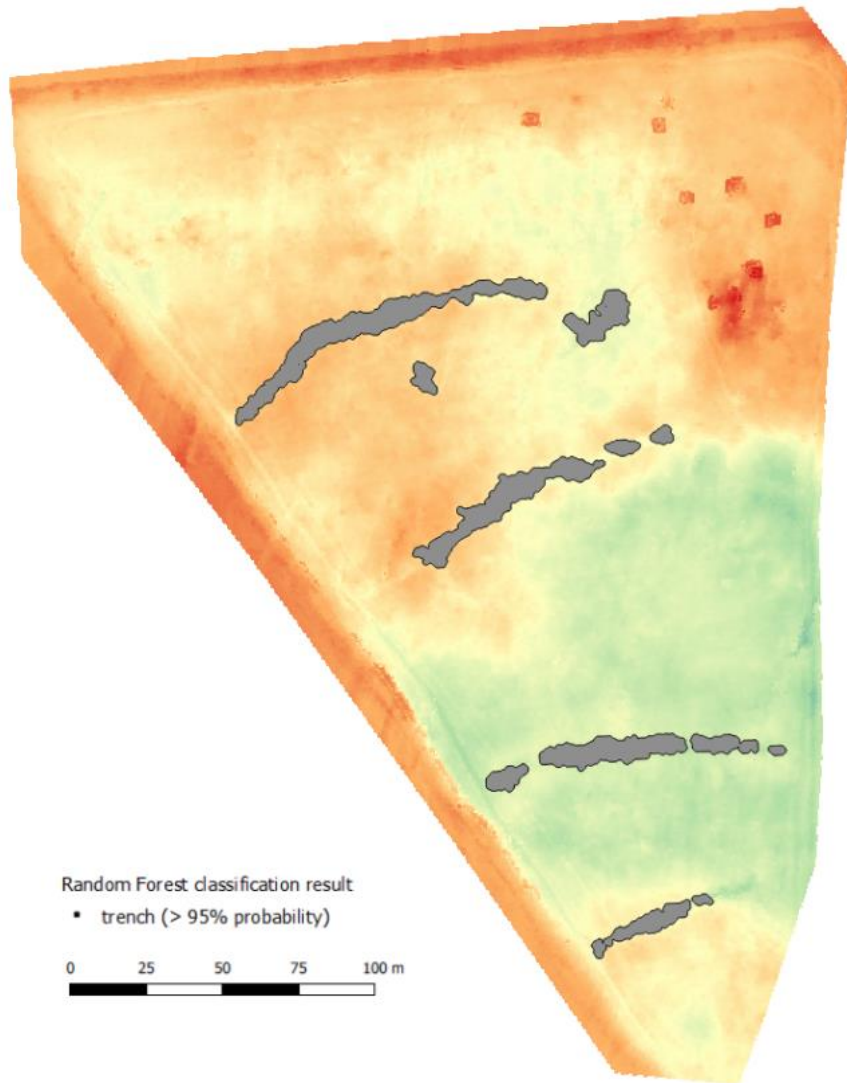 Random Forest classification result
▪ trench (> 95% probability)
0 25 50 75 100 m